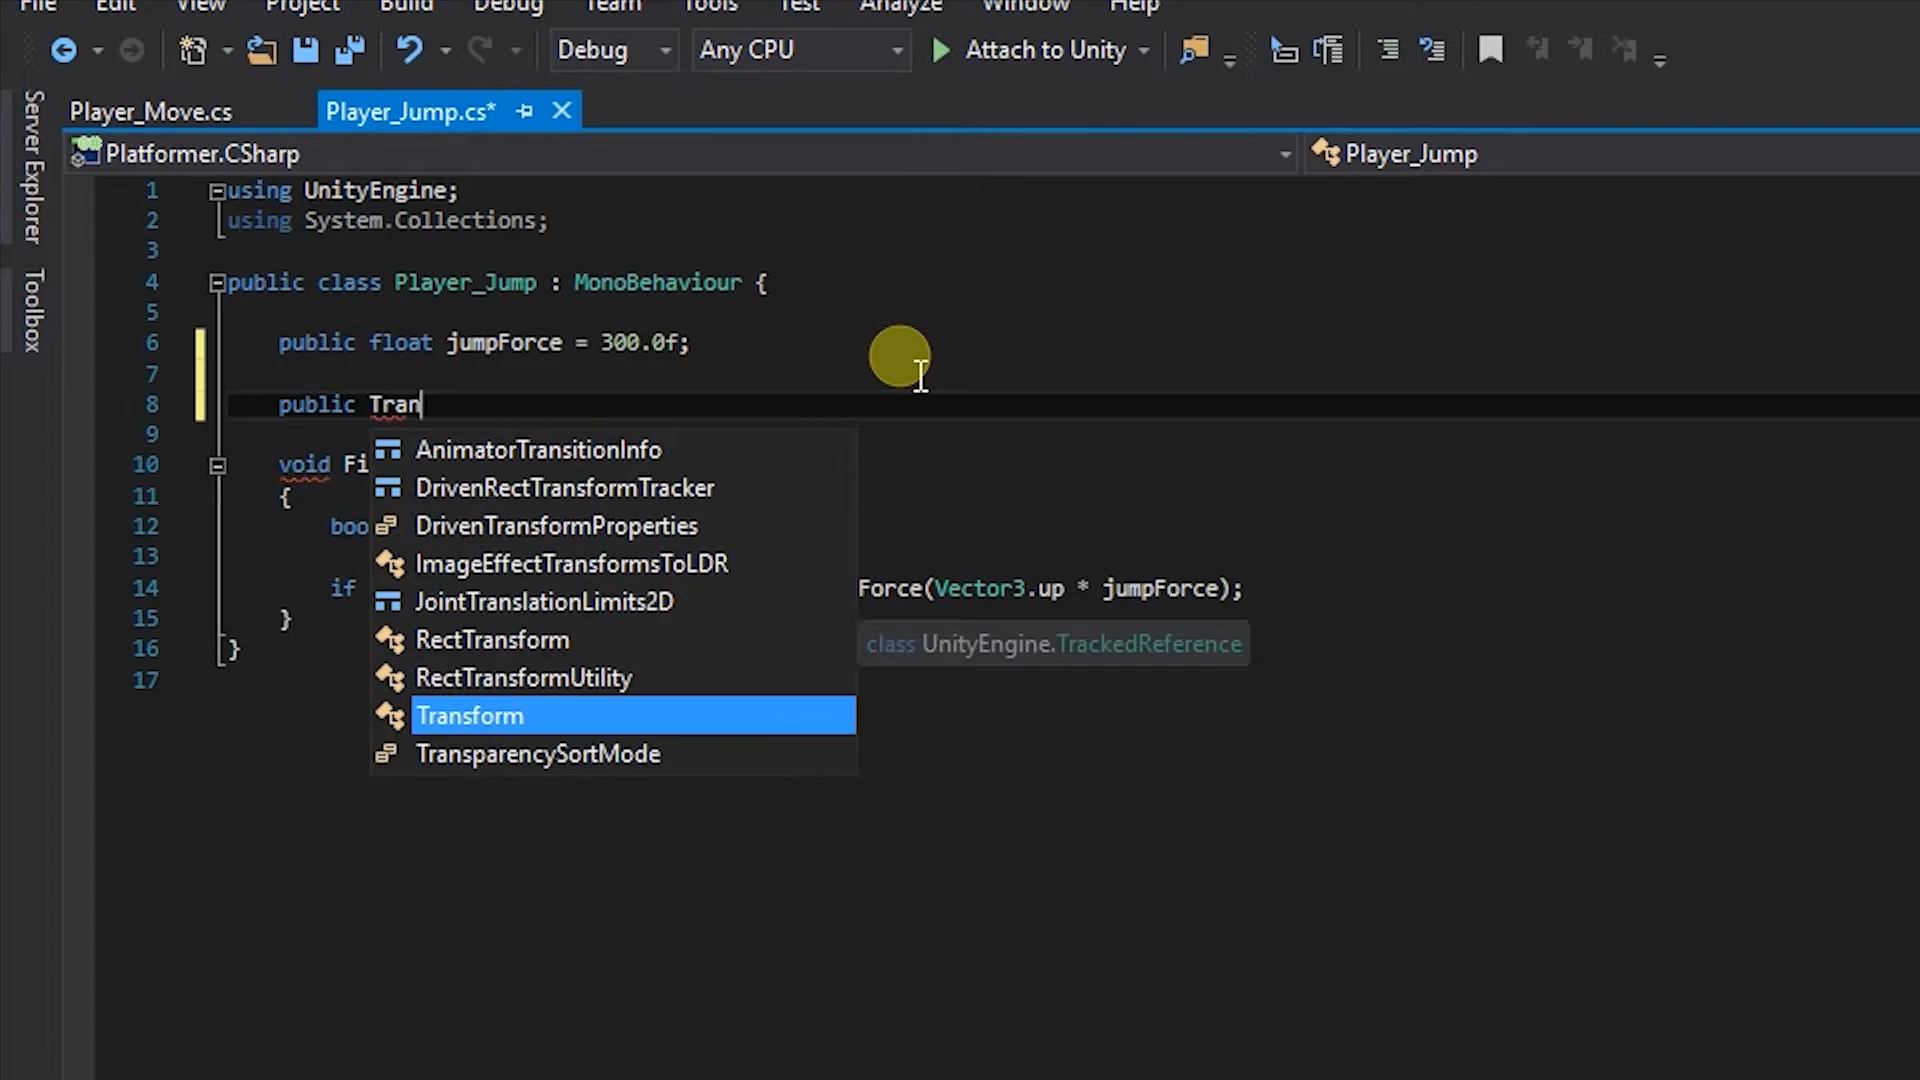 File Edit View Project Build Debug Team Tools Test Analyze Window Help
Debug Any CPU Attach to Unity
Player_Move.cs Player_Jump.cs*
Server Explorer
Toolbox
Platformer.CSharp Player_Jump
1 using UnityEngine;
2 using System.Collections;
3
4 public class Player_Jump : MonoBehaviour {
5
6 public float jumpForce = 300.0f;
7
8 public Tran
9
AnimatorTransitionInfo
10 void Fi
DrivenRectTransformTracker
11 {
12 boo
DrivenTransformProperties
13
ImageEffectTransformsToLDR
14 if Force(Vector3.up * jumpForce);
JointTranslationLimits2D
15 }
RectTransform
class UnityEngine.TrackedReference
16 }
17
RectTransformUtility
Transform
TransparencySortMode